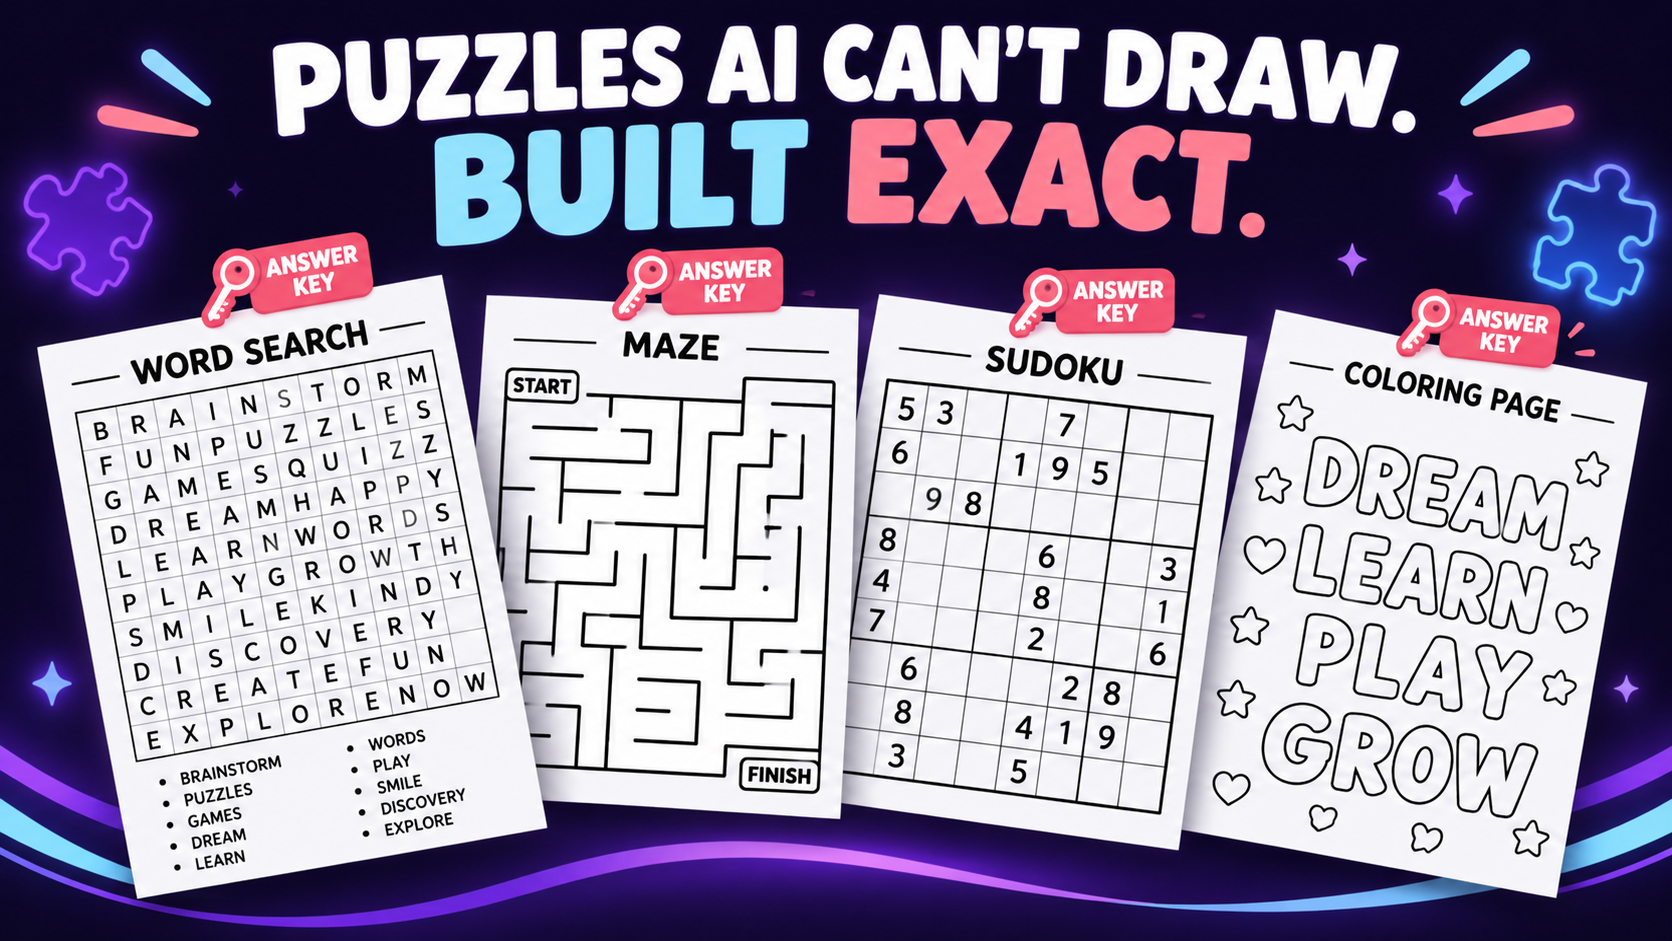 PUZZLES AI CAN'T DRAW.
BUILT EXACT.
ANSWER
KEY
WORD SEARCH
B R A I N S T O R M
F U N P U Z Z L E S
G A M E S Q U I Z Z
D R E A M H A P P Y
L E A R N W O R D S
P L A Y G R O W T H
S M I L E K I N D Y
D I S C O V E R Y
C R E A T E F U N
E X P L O R E N O W
• BRAINSTORM
• PUZZLES
• GAMES
• DREAM
• LEARN
• WORDS
• PLAY
• SMILE
• DISCOVERY
• EXPLORE
ANSWER
KEY
MAZE
START
FINISH
ANSWER
KEY
SUDOKU
5 3 7
6 1 9 5
9 8
8 6 3
4 8 1
7 2 6
6 2 8
8 4 1 9
3 5
ANSWER
KEY
COLORING PAGE
DREAM
LEARN
PLAY
GROW